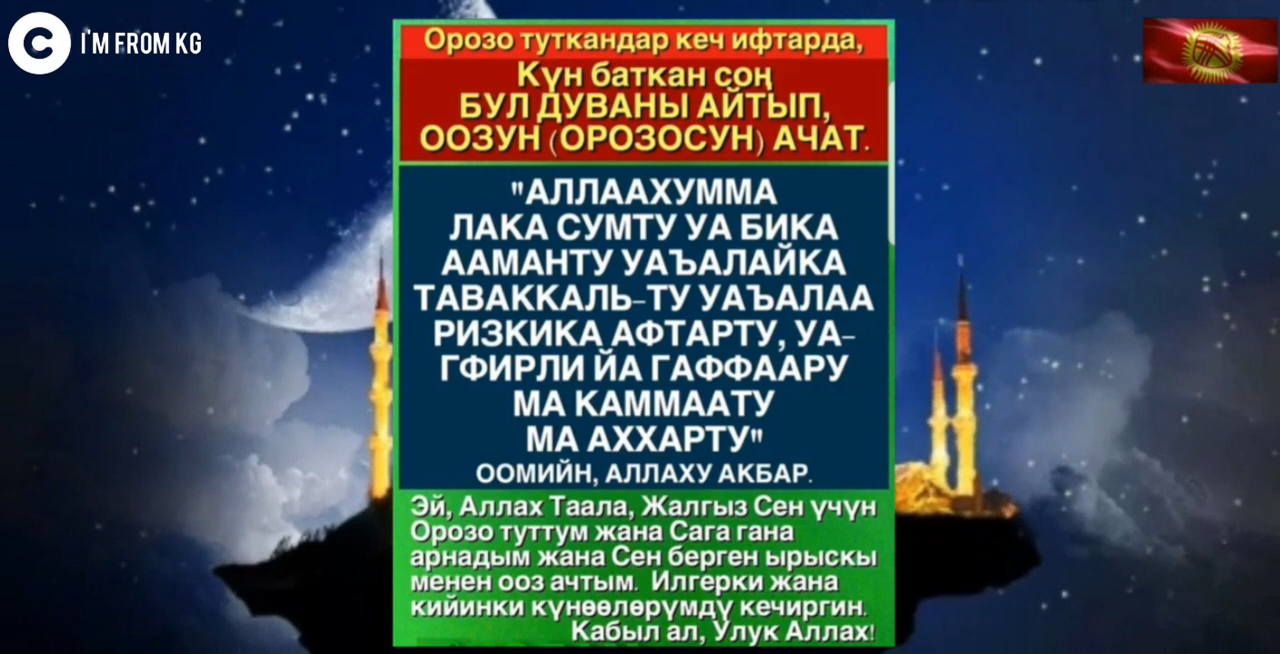 I'M FROM KG
Орозо туткандар кеч ифтарда,
Күн баткан соң
БУЛ ДУВАНЫ АЙТЫП,
ООЗУН (ОРОЗОСУН) АЧАТ.
"АЛЛААХУММА
ЛАКА СУМТУ УА БИКА
ААМАНТУ УАЪАЛАЙКА
ТАВАККАЛЬ-ТУ УАЪАЛАА
РИЗКИКА АФТАРТУ, УА-
ГФИРЛИ ЙА ГАФФААРУ
МА КАММААТУ
МА АХХАРТУ"
ООМИЙН, АЛЛАХУ АКБАР.
Эй, Аллах Таала, Жалгыз Сен үчүн
Орозо туттум жана Сага гана
арнадым жана Сен берген ырыскы
менен ооз ачтым. Илгерки жана
кийинки күнөөлөрүмдү кечиргин.
Кабыл ал, Улук Аллах!